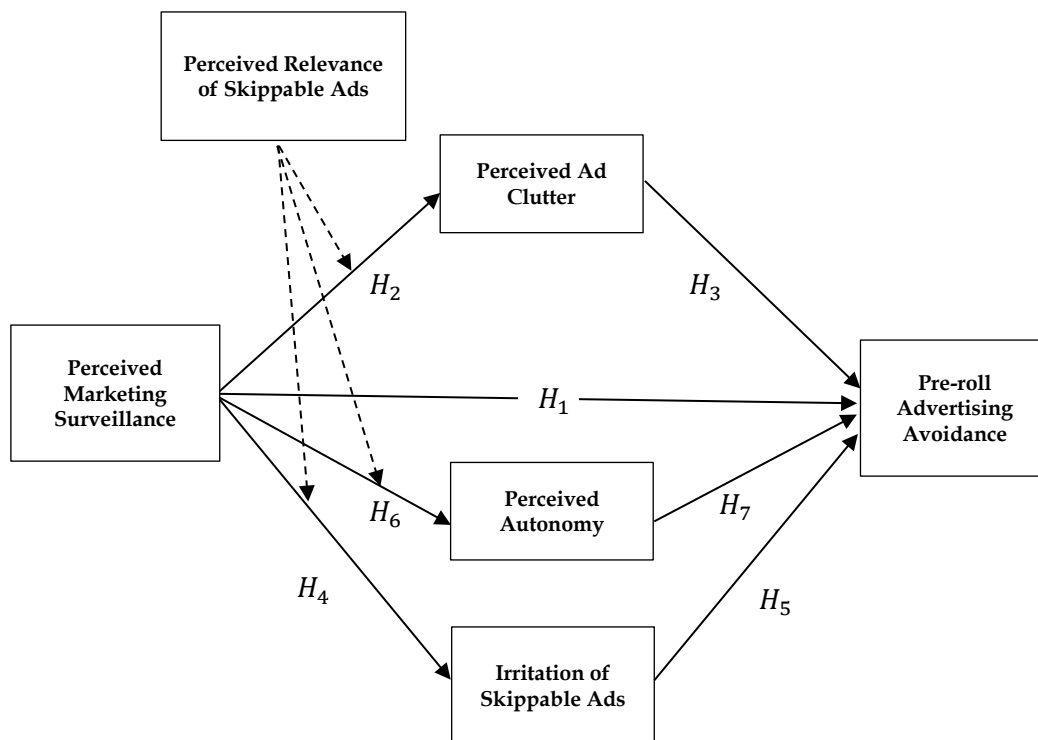 Perceived Relevance
of Skippable Ads
Perceived Ad
Clutter
H₂
H₃
Perceived
Marketing
Surveillance
H₁
Pre-roll
Advertising
Avoidance
Perceived
Autonomy
H₆
H₇
H₄
H₅
Irritation of
Skippable Ads